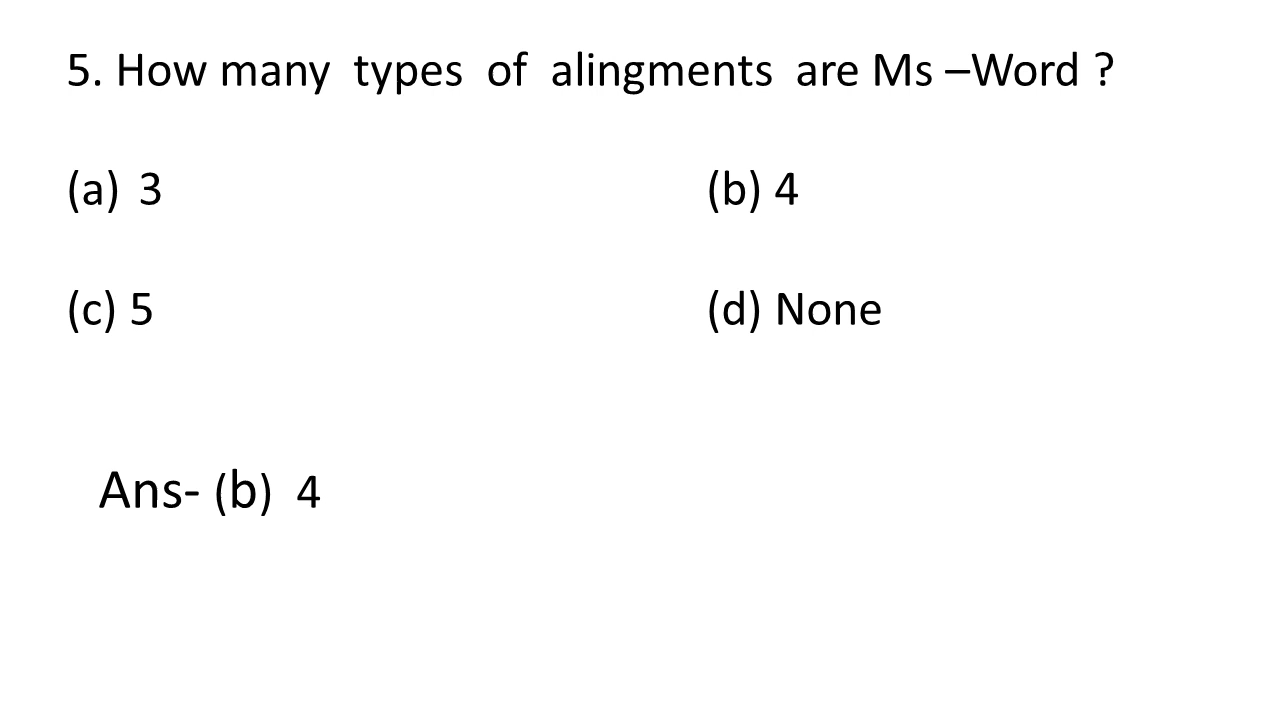 5. How many types of alingments are Ms –Word ?
(a) 3 (b) 4
(c) 5 (d) None
Ans- (b) 4